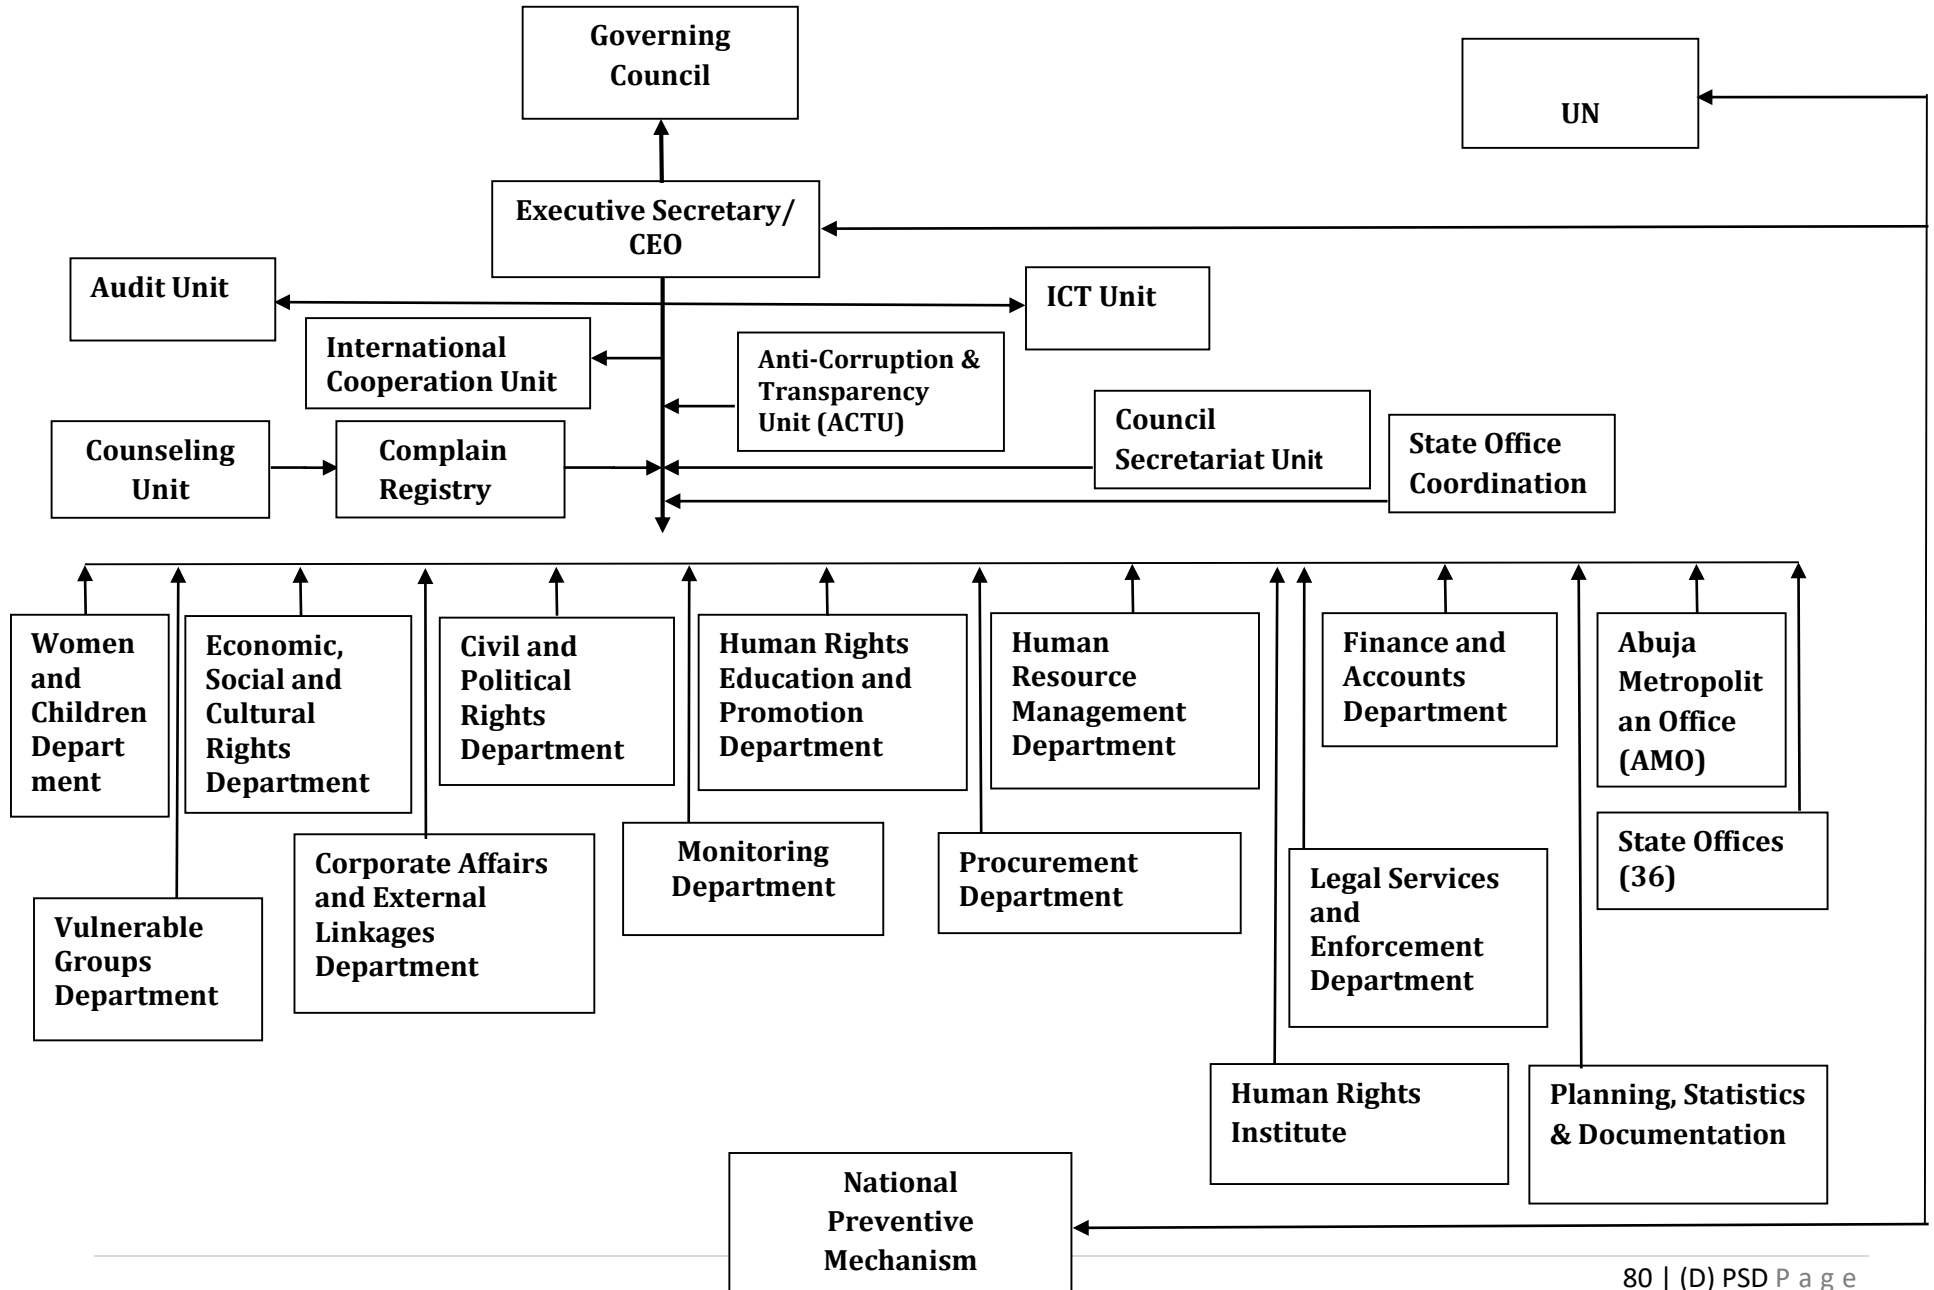 Governing
Council
UN
Executive Secretary/
CEO
Audit Unit
ICT Unit
International
Cooperation Unit
Anti-Corruption &
Transparency
Unit (ACTU)
Council
Secretariat Unit
State Office
Coordination
Counseling
Unit
Complain
Registry
Women
and
Children
Depart
ment
Economic,
Social and
Cultural
Rights
Department
Civil and
Political
Rights
Department
Human Rights
Education and
Promotion
Department
Human
Resource
Management
Department
Finance and
Accounts
Department
Abuja
Metropolit
an Office
(AMO)
Vulnerable
Groups
Department
Corporate Affairs
and External
Linkages
Department
Monitoring
Department
Procurement
Department
Legal Services
and
Enforcement
Department
State Offices
(36)
Human Rights
Institute
Planning, Statistics
& Documentation
National
Preventive
Mechanism
80 | (D) PSD P a g e